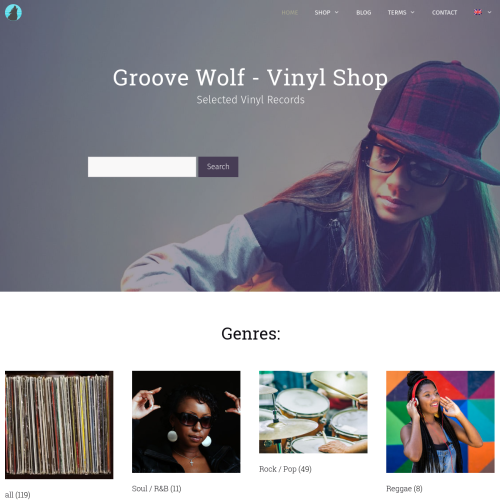 HOME SHOP BLOG TERMS CONTACT
Groove Wolf - Vinyl Shop
Selected Vinyl Records
Search
Genres:
all (119)
Soul / R&B (11)
Rock / Pop (49)
Reggae (8)